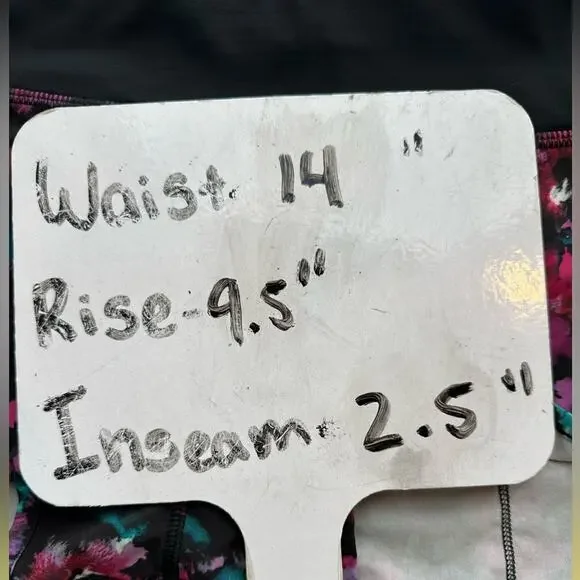 Waist. 14 "
Rise-9.5"
Inseam. 2.5"